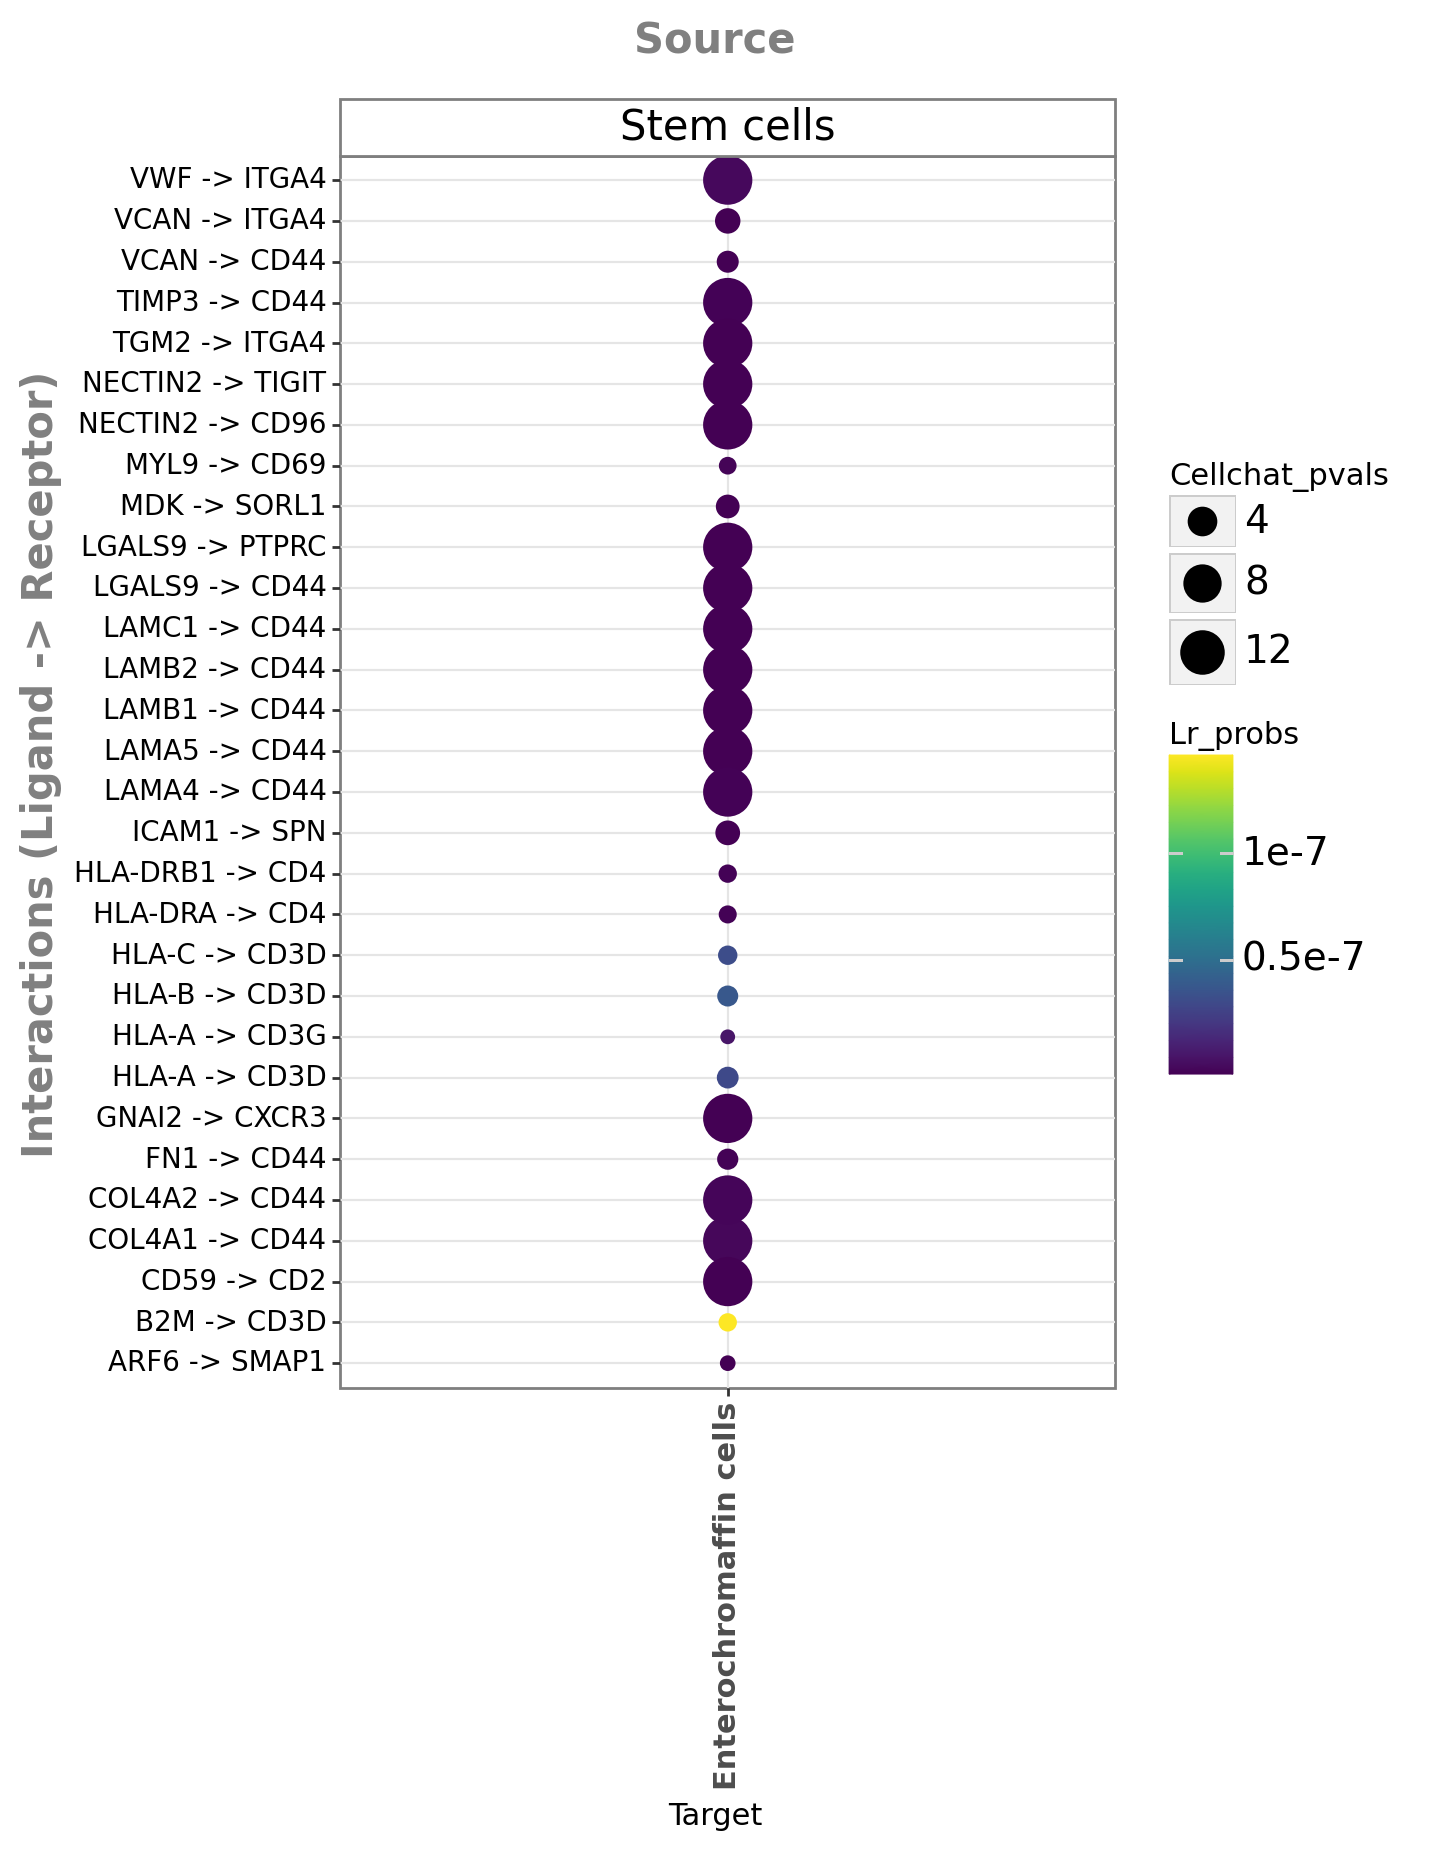 Source
Stem cells
VWF -> ITGA4
VCAN -> ITGA4
VCAN -> CD44
TIMP3 -> CD44
TGM2 -> ITGA4
NECTIN2 -> TIGIT
NECTIN2 -> CD96
MYL9 -> CD69
MDK -> SORL1
LGALS9 -> PTPRC
LGALS9 -> CD44
LAMC1 -> CD44
LAMB2 -> CD44
LAMB1 -> CD44
LAMA5 -> CD44
LAMA4 -> CD44
ICAM1 -> SPN
HLA-DRB1 -> CD4
HLA-DRA -> CD4
HLA-C -> CD3D
HLA-B -> CD3D
HLA-A -> CD3G
HLA-A -> CD3D
GNAI2 -> CXCR3
FN1 -> CD44
COL4A2 -> CD44
COL4A1 -> CD44
CD59 -> CD2
B2M -> CD3D
ARF6 -> SMAP1
Interactions (Ligand -> Receptor)
Enterochromaffin cells
Target
Cellchat_pvals
4
8
12
Lr_probs
1e-7
0.5e-7